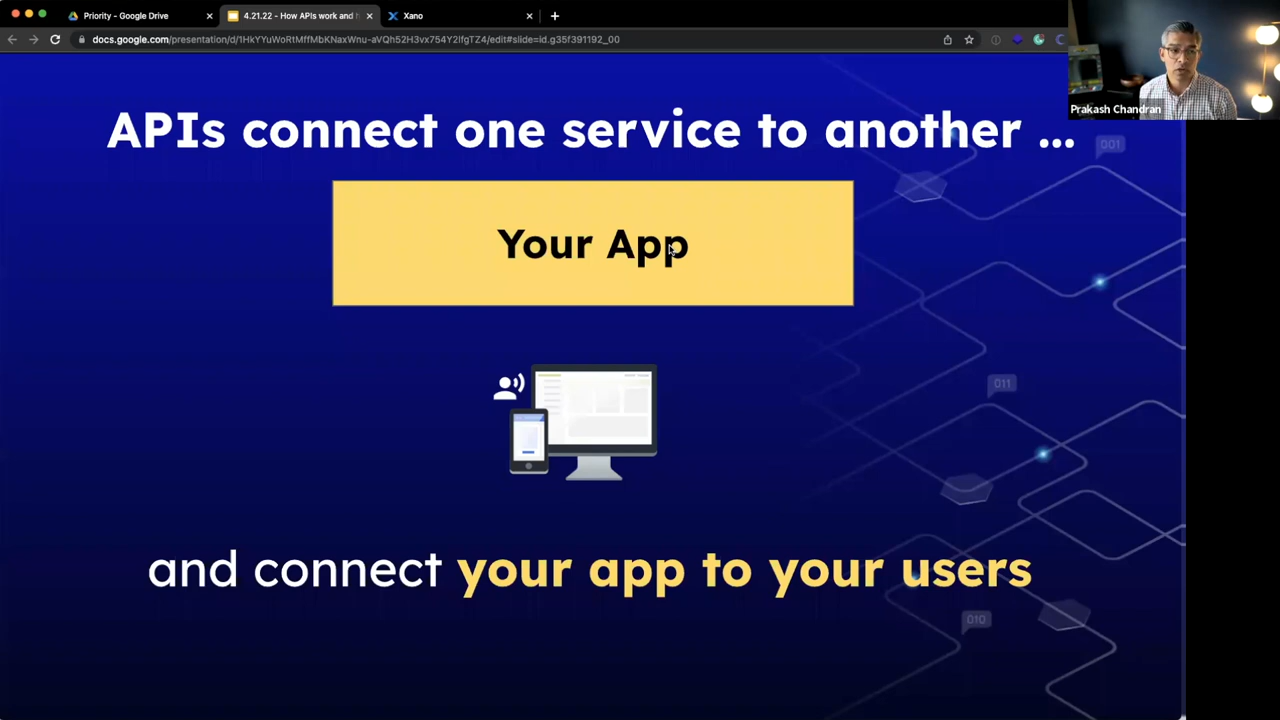 Priority - Google Drive
4.21.22 - How APIs work and h
Xano
docs.google.com/presentation/d/1HkYYuWoRtMffMbKNaxWnu-aVQh52H3vx754Y2IfgTZ4/edit#slide=id.g35f391192_00
Prakash Chandran
APIs connect one service to another ...
001
Your App
011
and connect your app to your users
010